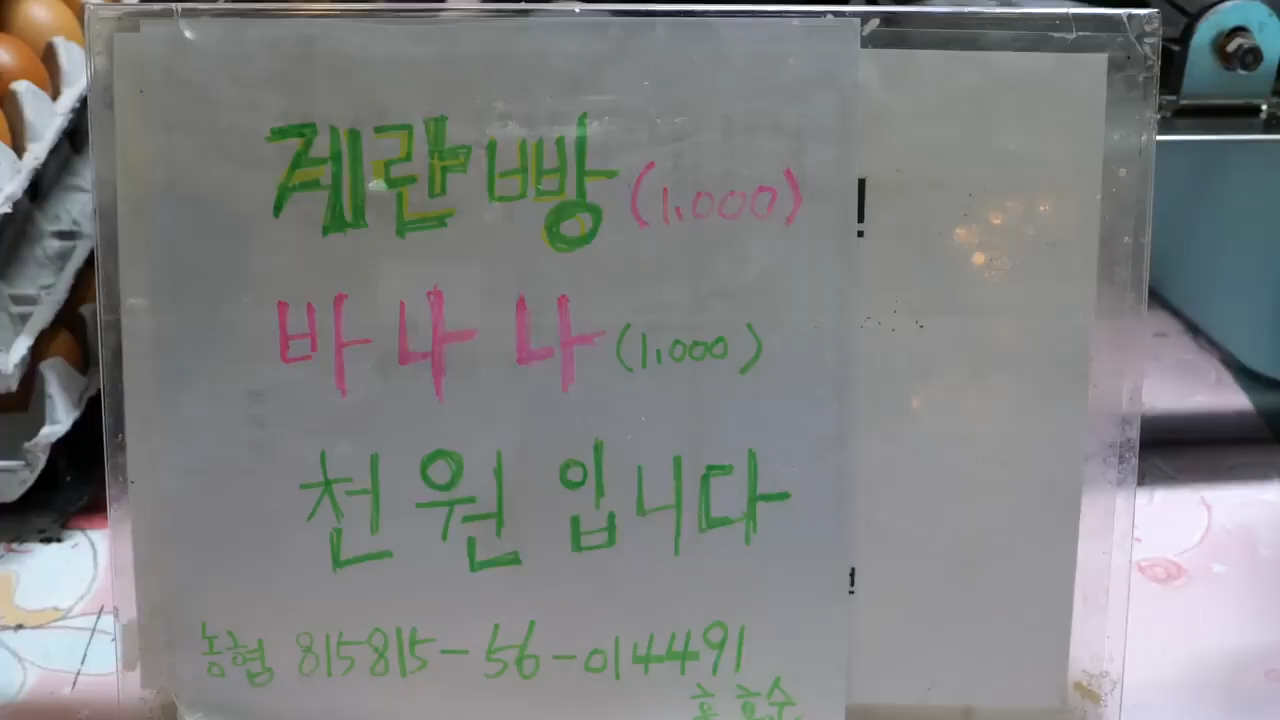 계란빵 (1,000)
바나나 (1,000)
천원입니다
농협 815815-56-014491